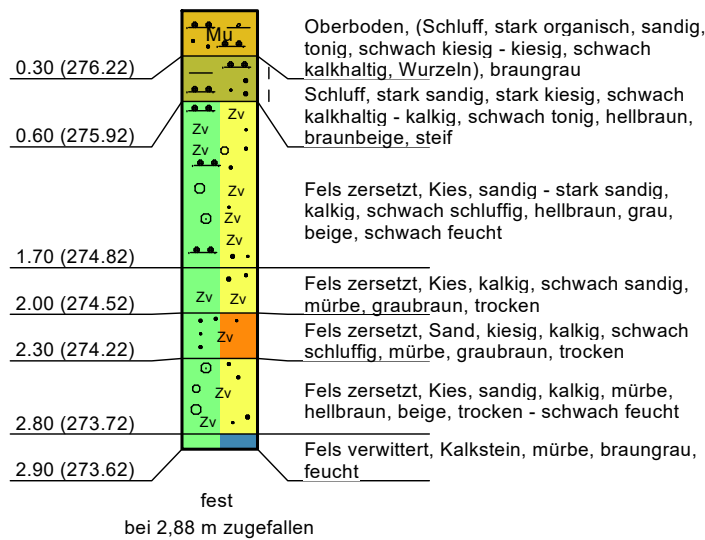 Oberboden, (Schluff, stark organisch, sandig,
tonig, schwach kiesig - kiesig, schwach
kalkhaltig, Wurzeln), braungrau
Mu
0.30 (276.22)
Schluff, stark sandig, stark kiesig, schwach
kalkhaltig - kalkig, schwach tonig, hellbraun,
braunbeige, steif
0.60 (275.92)
Zv
Zv
Zv
Fels zersetzt, Kies, sandig - stark sandig,
kalkig, schwach schluffig, hellbraun, grau,
beige, schwach feucht
Zv
Zv
Zv
1.70 (274.82)
Fels zersetzt, Kies, kalkig, schwach sandig,
mürbe, graubraun, trocken
Zv Zv
2.00 (274.52)
Fels zersetzt, Sand, kiesig, kalkig, schwach
schluffig, mürbe, graubraun, trocken
Zv
2.30 (274.22)
Fels zersetzt, Kies, sandig, kalkig, mürbe,
hellbraun, beige, trocken - schwach feucht
Zv
Zv
2.80 (273.72)
Fels verwittert, Kalkstein, mürbe, braungrau,
feucht
2.90 (273.62)
fest
bei 2,88 m zugefallen